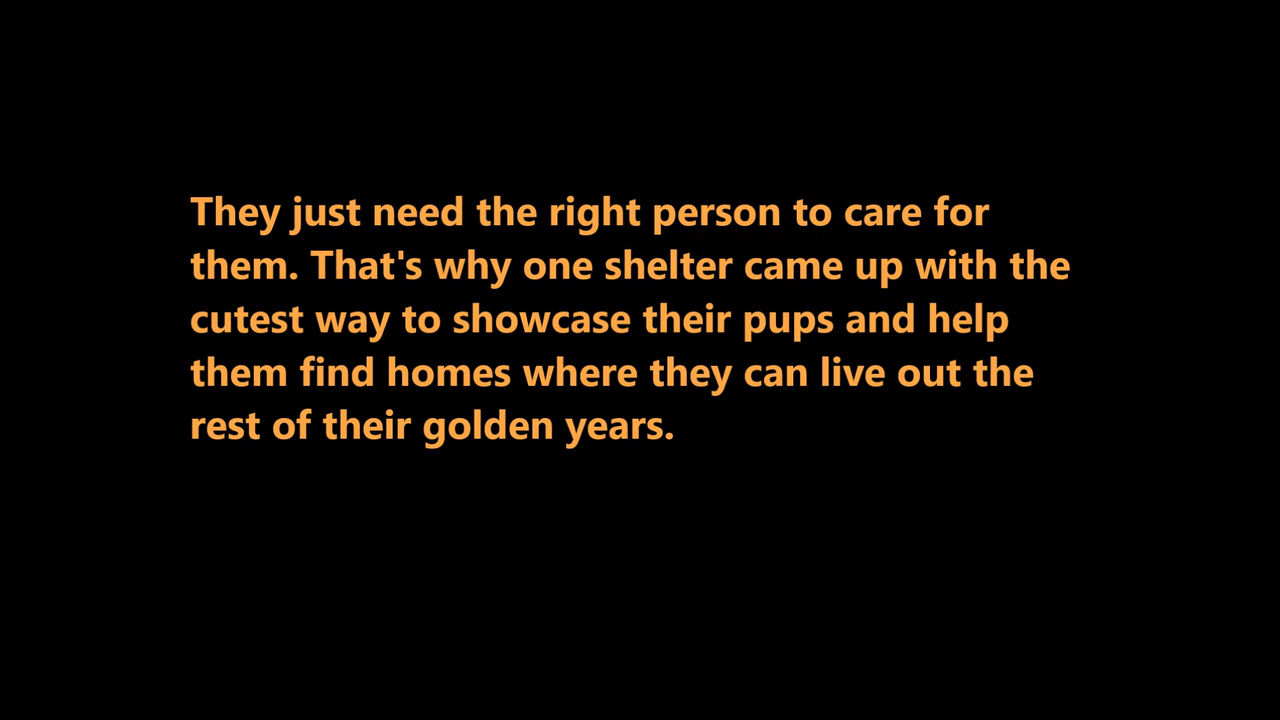 They just need the right person to care for
them. That's why one shelter came up with the
cutest way to showcase their pups and help
them find homes where they can live out the
rest of their golden years.